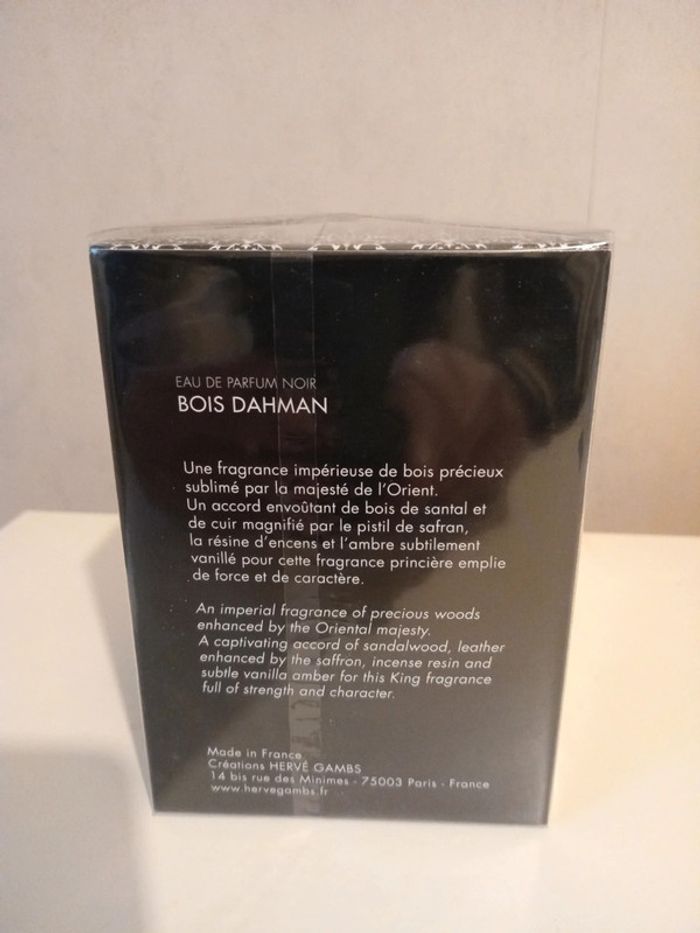 EAU DE PARFUM NOIR
BOIS DAHMAN
Une fragrance impérieuse de bois précieux
sublimé par la majesté de l'Orient.
Un accord envoûtant de bois de santal et
de cuir magnifié par le pistil de safran,
la résine d'encens et l'ambre subtilement
vanillé pour cette fragrance princière emplie
de force et de caractère.
An imperial fragrance of precious woods
enhanced by the Oriental majesty.
A captivating accord of sandalwood, leather
enhanced by the saffron, incense resin and
subtle vanilla amber for this King fragrance
full of strength and character.
Made in France
Créations HERVÉ GAMBS
14 bis rue des Minimes - 75003 Paris - France
www.hervegambs.fr